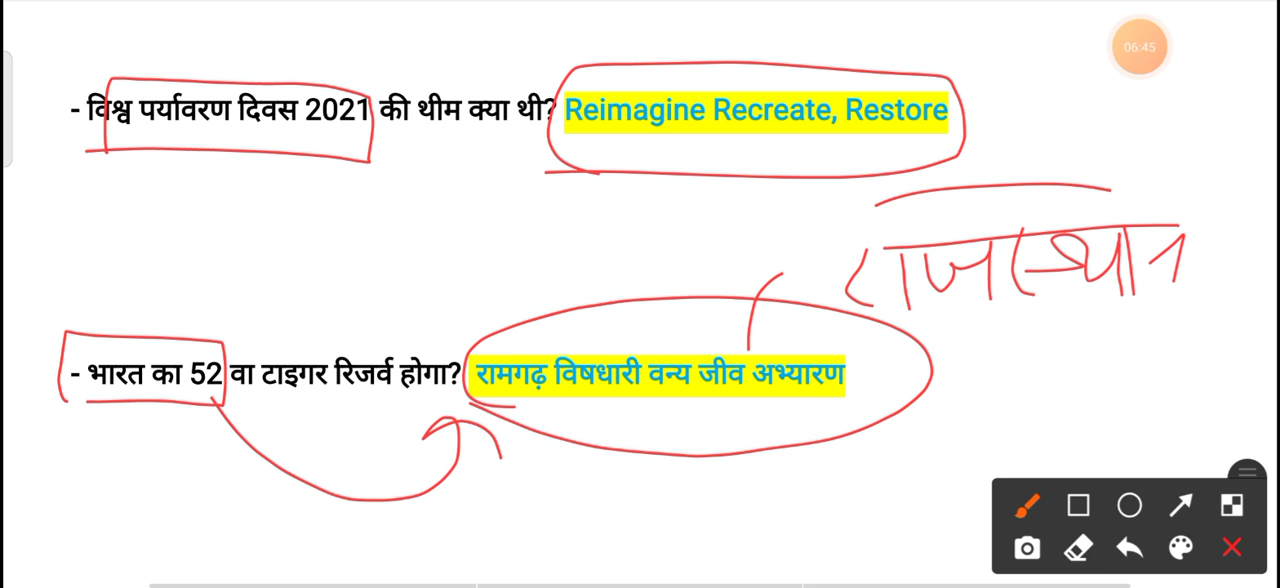 06:45
- विश्व पर्यावरण दिवस 2021 की थीम क्या थी? Reimagine Recreate, Restore
राजस्थान
- भारत का 52 वा टाइगर रिजर्व होगा? रामगढ़ विषधारी वन्य जीव अभ्यारण